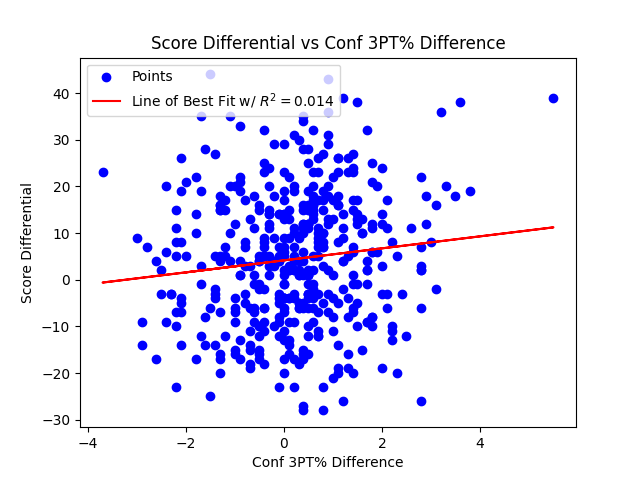 Score Differential vs Conf 3PT% Difference
Points
Line of Best Fit w/ R² = 0.014
Score Differential
40
30
20
10
0
−10
−20
−30
−4
−2
0
2
4
Conf 3PT% Difference